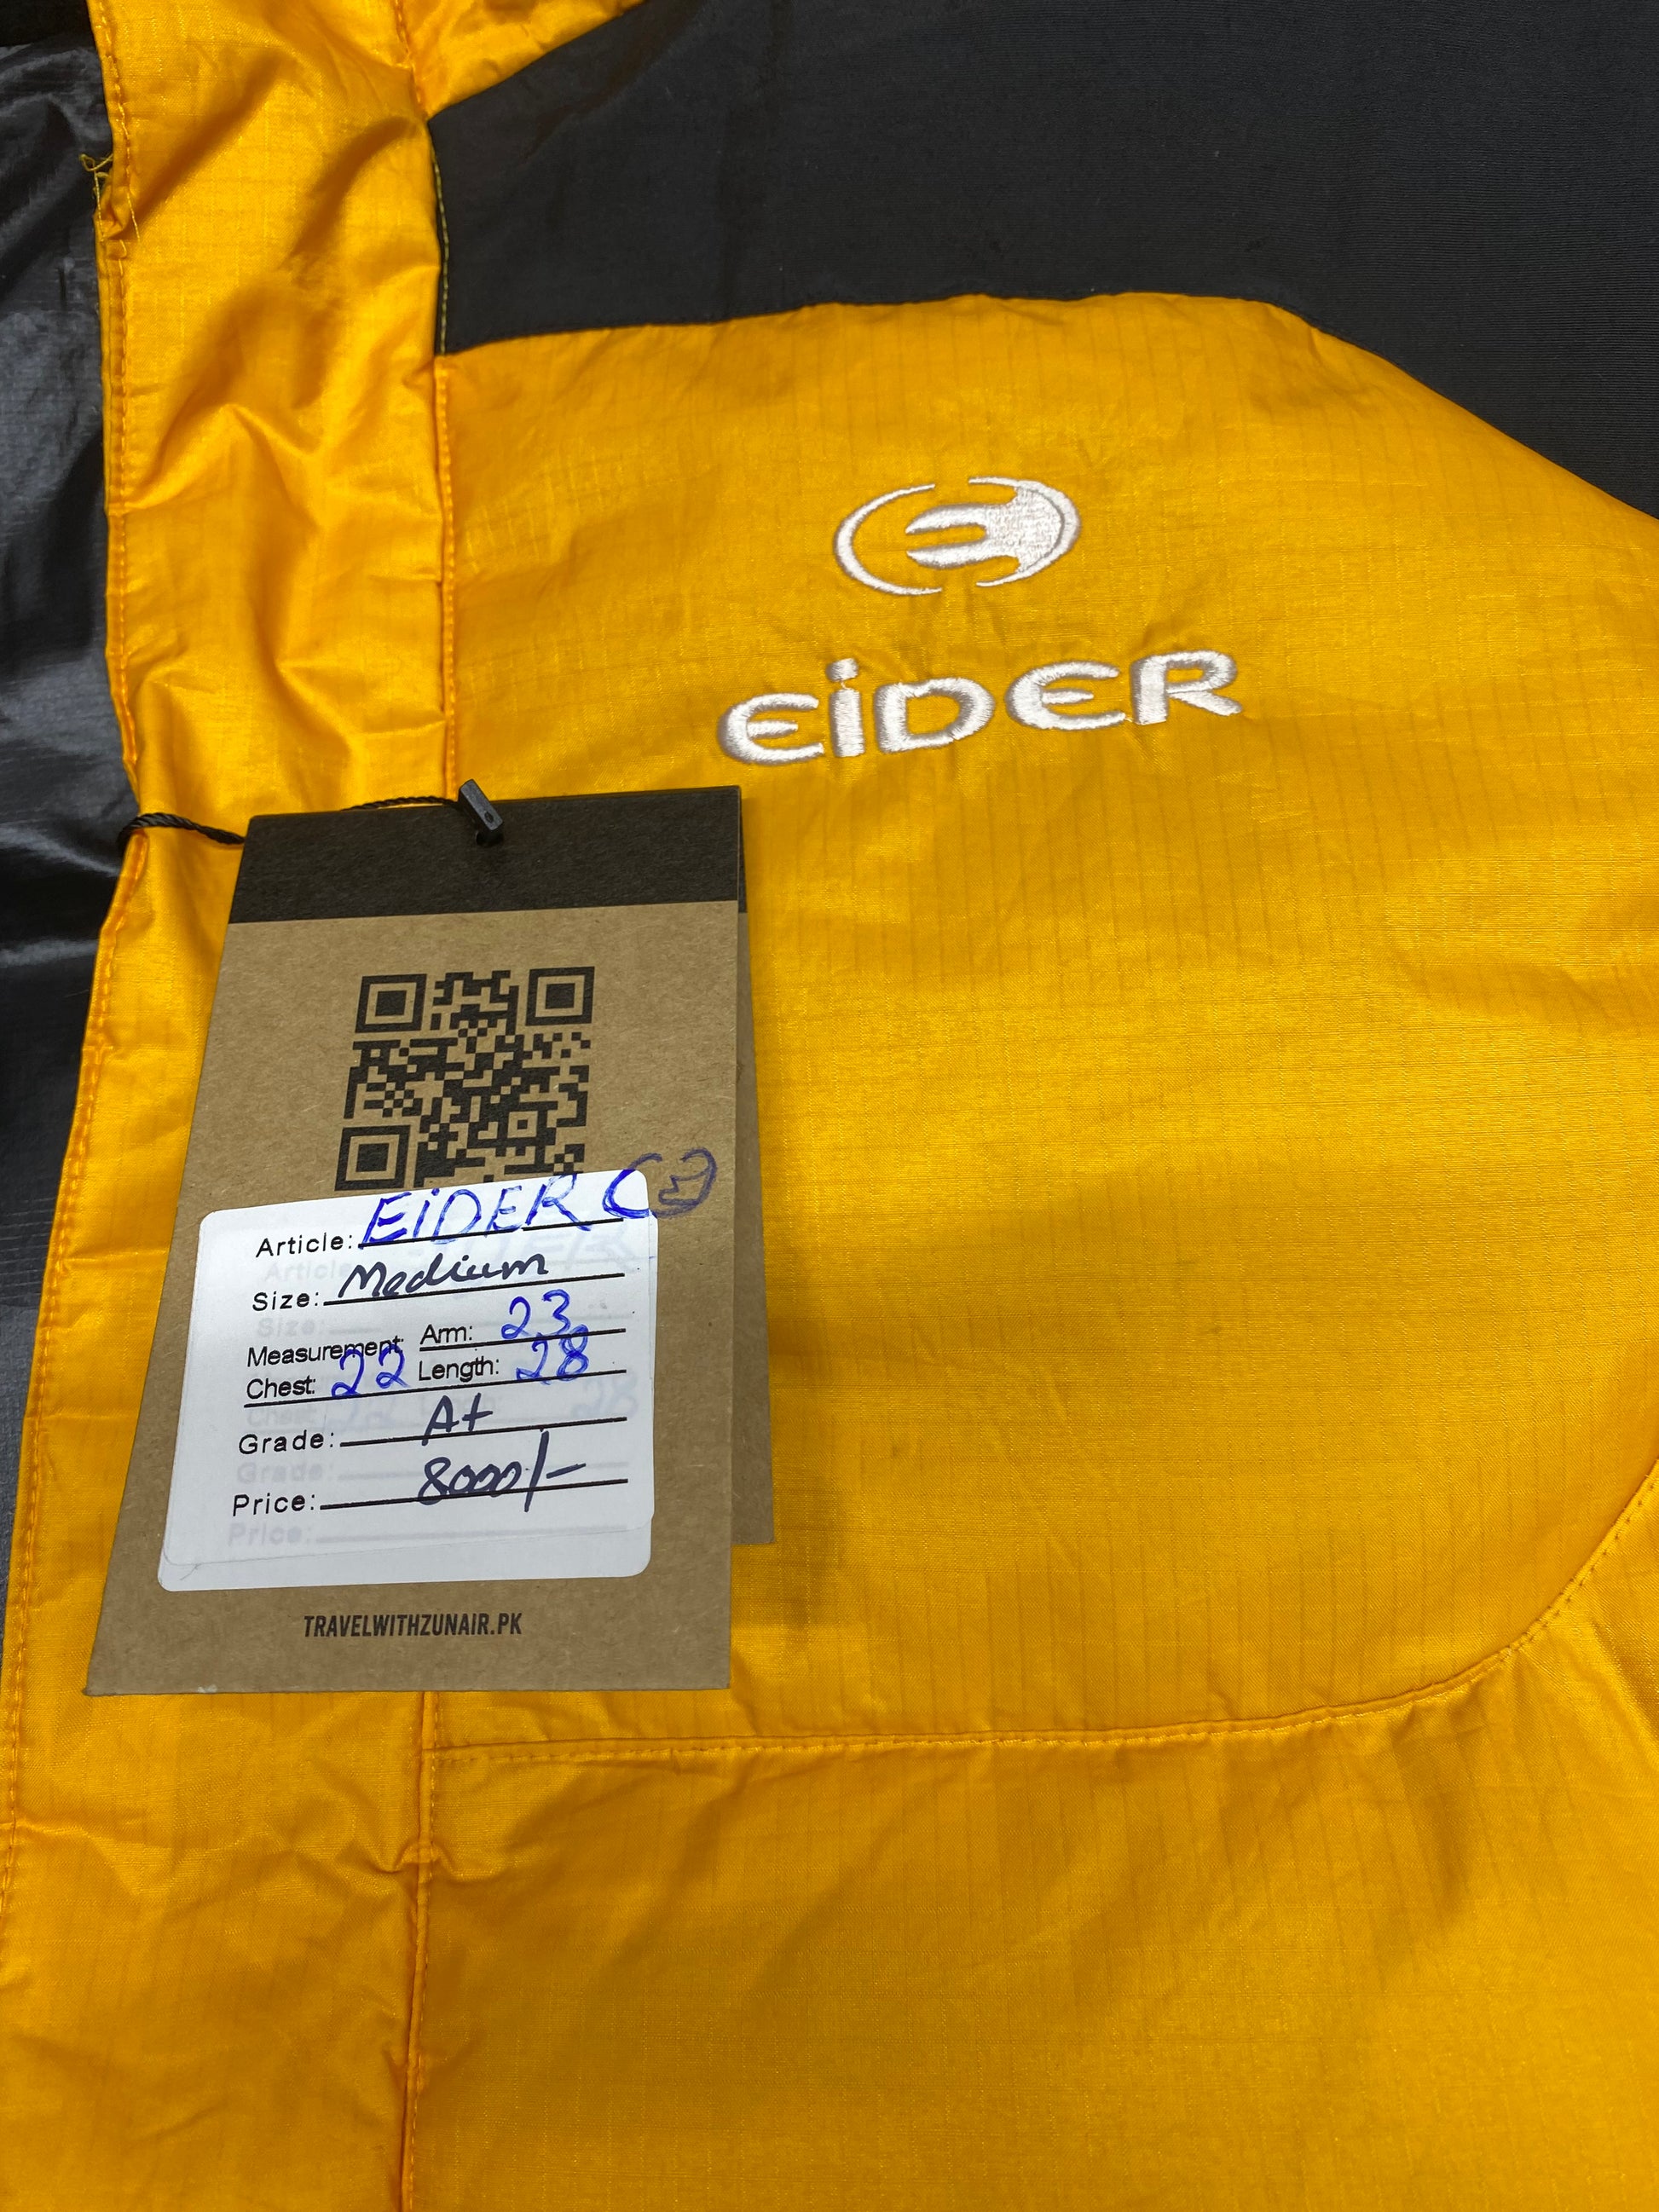 EiDER
Article: EiDER
Size: Medium
Measurement: Arm: 23
Chest: 22 Length: 28
Grade: A+
Price: 8000/-
TRAVELWITHZUNAIR.PK